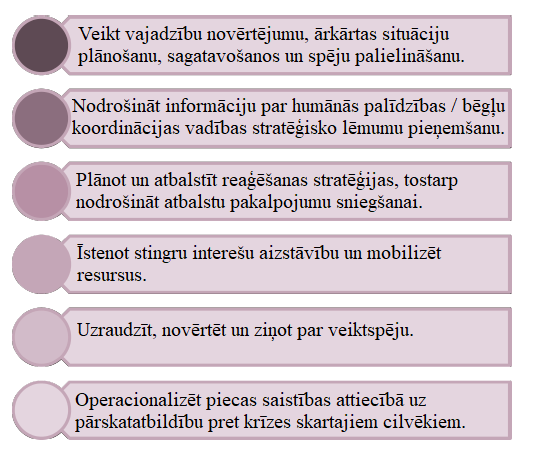 Veikt vajadzību novērtējumu, ārkārtas situāciju
plānošanu, sagatavošanos un spēju palielināšanu.
Nodrošināt informāciju par humānās palīdzības / bēgļu
koordinācijas vadības stratēģisko lēmumu pieņemšanu.
Plānot un atbalstīt reaģēšanas stratēģijas, tostarp
nodrošināt atbalstu pakalpojumu sniegšanai.
Īstenot stingru interešu aizstāvību un mobilizēt
resursus.
Uzraudzīt, novērtēt un ziņot par veiktspēju.
Operacionalizēt piecas saistības attiecībā uz
pārskatatbildību pret krīzes skartajiem cilvēkiem.